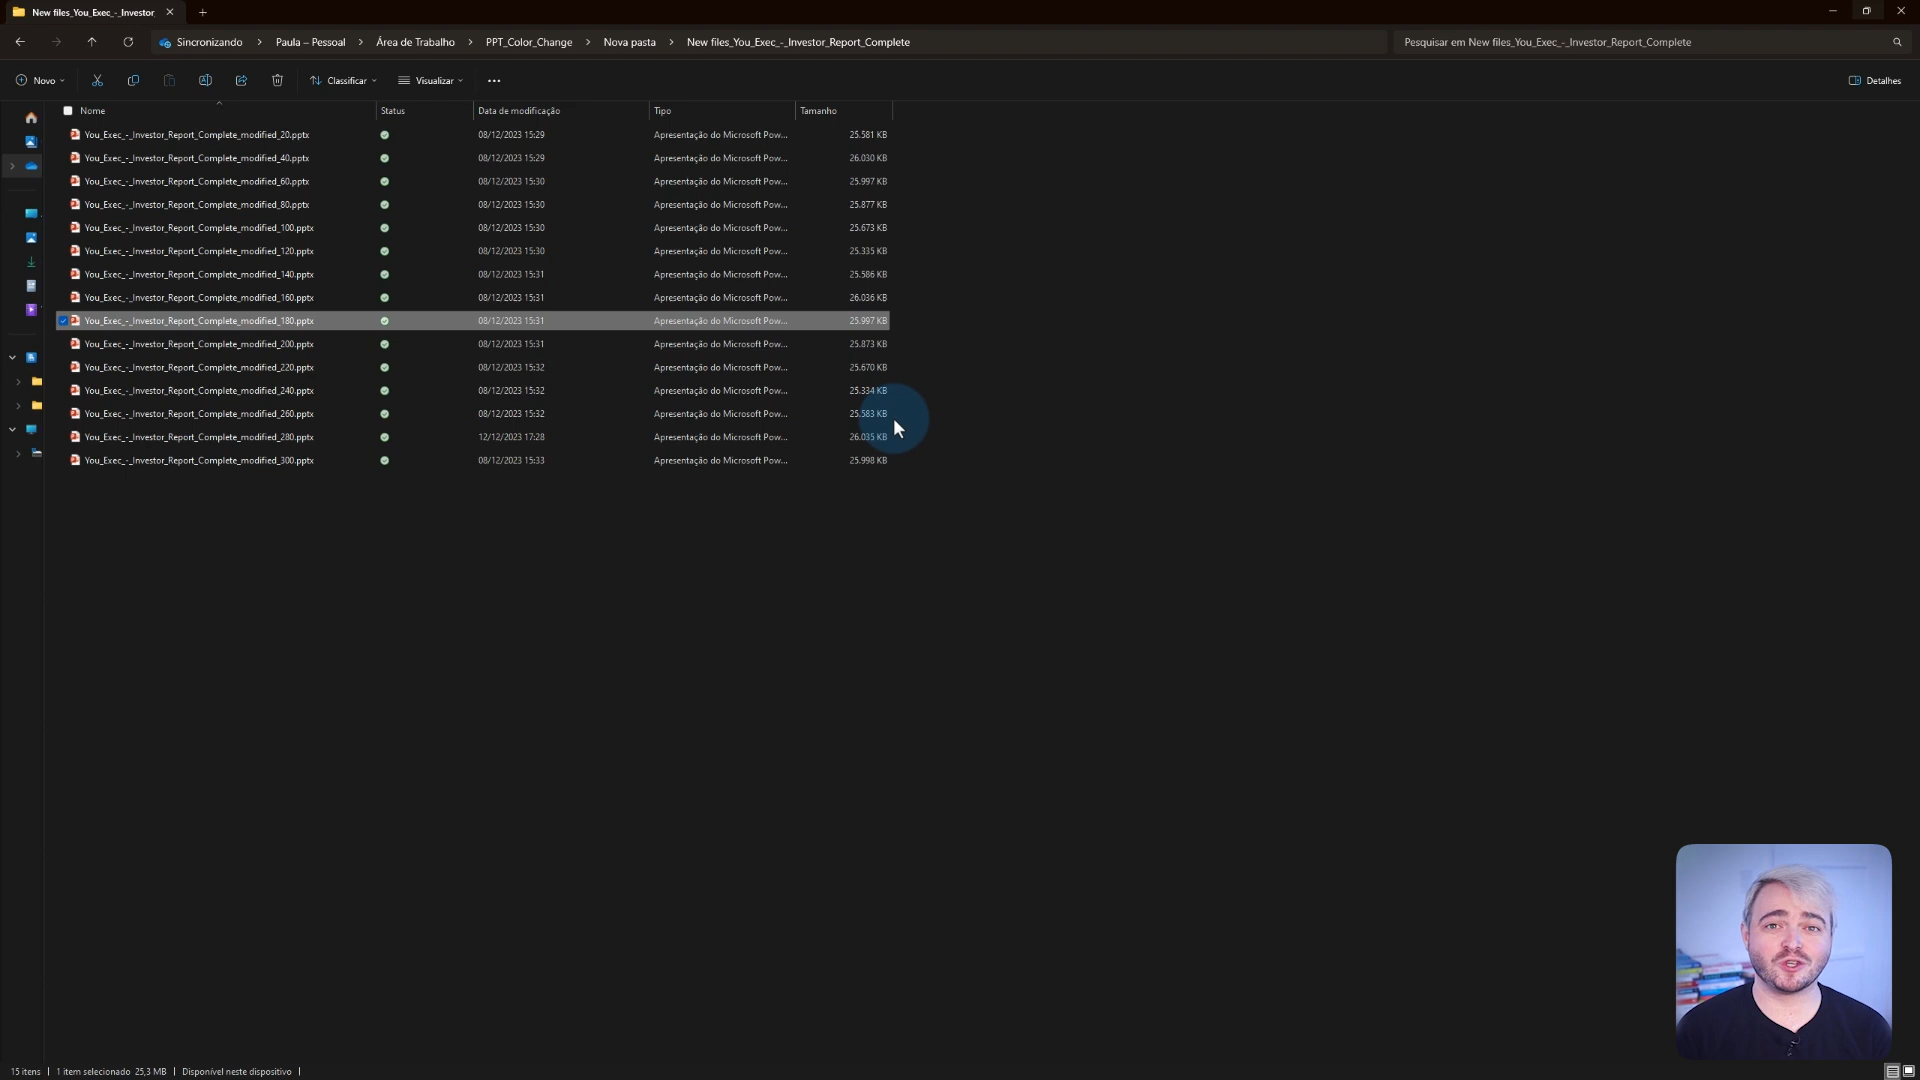 New files_You_Exec_-_Investor
Sincronizando > Paula – Pessoal > Área de Trabalho > PPT_Color_Change > Nova pasta > New files_You_Exec_-_Investor_Report_Complete
Pesquisar em New files_You_Exec_-_Investor_Report_Complete
Novo Classificar Visualizar Detalhes
Nome Status Data de modificação Tipo Tamanho
You_Exec_-_Investor_Report_Complete_modified_20.pptx 08/12/2023 15:29 Apresentação do Microsoft Pow... 25.581 KB
You_Exec_-_Investor_Report_Complete_modified_40.pptx 08/12/2023 15:29 Apresentação do Microsoft Pow... 26.030 KB
You_Exec_-_Investor_Report_Complete_modified_60.pptx 08/12/2023 15:30 Apresentação do Microsoft Pow... 25.997 KB
You_Exec_-_Investor_Report_Complete_modified_80.pptx 08/12/2023 15:30 Apresentação do Microsoft Pow... 25.877 KB
You_Exec_-_Investor_Report_Complete_modified_100.pptx 08/12/2023 15:30 Apresentação do Microsoft Pow... 25.673 KB
You_Exec_-_Investor_Report_Complete_modified_120.pptx 08/12/2023 15:30 Apresentação do Microsoft Pow... 25.335 KB
You_Exec_-_Investor_Report_Complete_modified_140.pptx 08/12/2023 15:31 Apresentação do Microsoft Pow... 25.586 KB
You_Exec_-_Investor_Report_Complete_modified_160.pptx 08/12/2023 15:31 Apresentação do Microsoft Pow... 26.036 KB
You_Exec_-_Investor_Report_Complete_modified_180.pptx 08/12/2023 15:31 Apresentação do Microsoft Pow... 25.997 KB
You_Exec_-_Investor_Report_Complete_modified_200.pptx 08/12/2023 15:31 Apresentação do Microsoft Pow... 25.873 KB
You_Exec_-_Investor_Report_Complete_modified_220.pptx 08/12/2023 15:32 Apresentação do Microsoft Pow... 25.670 KB
You_Exec_-_Investor_Report_Complete_modified_240.pptx 08/12/2023 15:32 Apresentação do Microsoft Pow... 25.334 KB
You_Exec_-_Investor_Report_Complete_modified_260.pptx 08/12/2023 15:32 Apresentação do Microsoft Pow... 25.583 KB
You_Exec_-_Investor_Report_Complete_modified_280.pptx 12/12/2023 17:28 Apresentação do Microsoft Pow... 26.035 KB
You_Exec_-_Investor_Report_Complete_modified_300.pptx 08/12/2023 15:33 Apresentação do Microsoft Pow... 25.998 KB
15 itens | 1 item selecionado 25,3 MB | Disponível neste dispositivo |